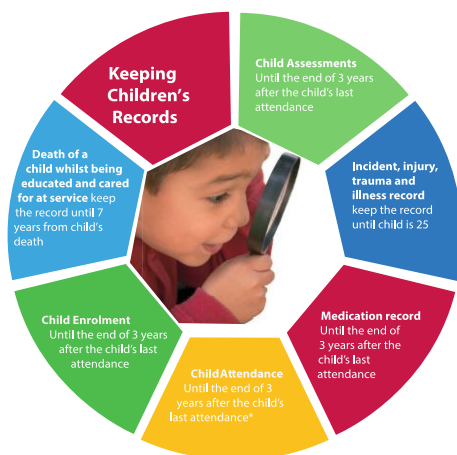 Keeping
Children's
Records
Child Assessments
Until the end of 3 years
after the child's last
attendance
Incident, injury,
trauma and
illness record
keep the record
until child is 25
Medication record
Until the end of
3 years after the
child's last
attendance
Child Attendance
Until the end of 3
years after the child's
last attendance*
Child Enrolment
Until the end of 3 years
after the child's last
attendance
Death of a
child whilst being
educated and cared
for at service keep
the record until 7
years from child's
death